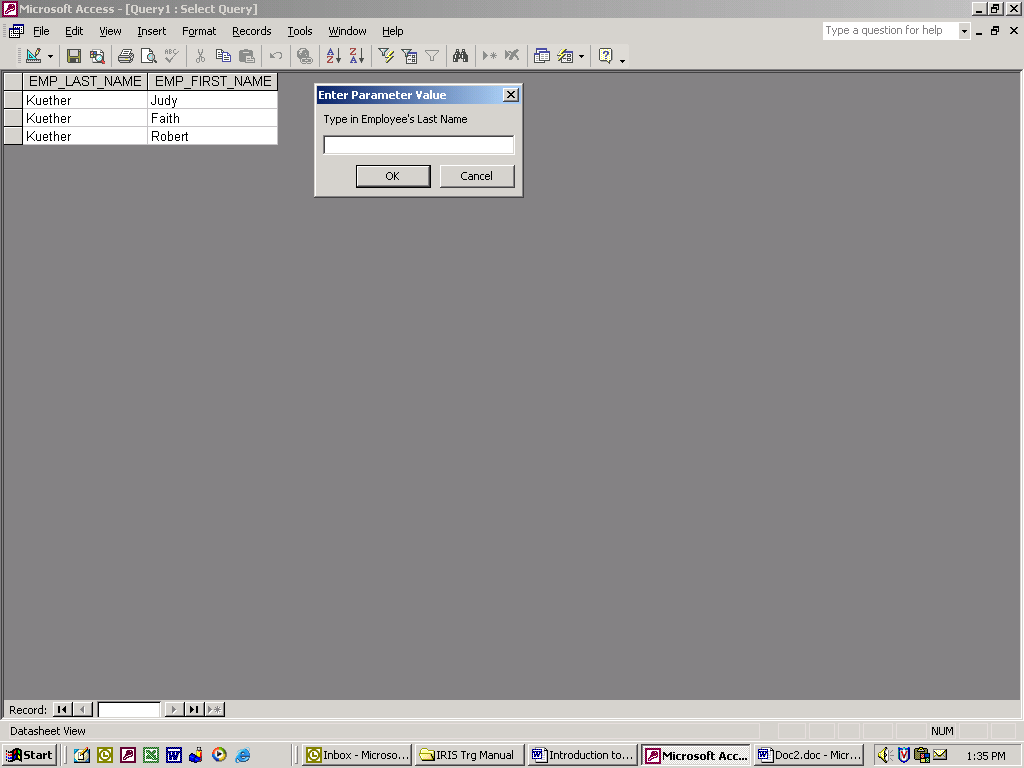 Microsoft Access - [Query1 : Select Query]
File Edit View Insert Format Records Tools Window Help
Type a question for help
EMP_LAST_NAME EMP_FIRST_NAME
Kuether Judy
Kuether Faith
Kuether Robert
Enter Parameter Value
Type in Employee's Last Name
OK Cancel
Record:
Datasheet View NUM
Start Inbox - Microso... IRIS Trg Manual Introduction to... Microsoft Acc... Doc2.doc - Micr... 1:35 PM